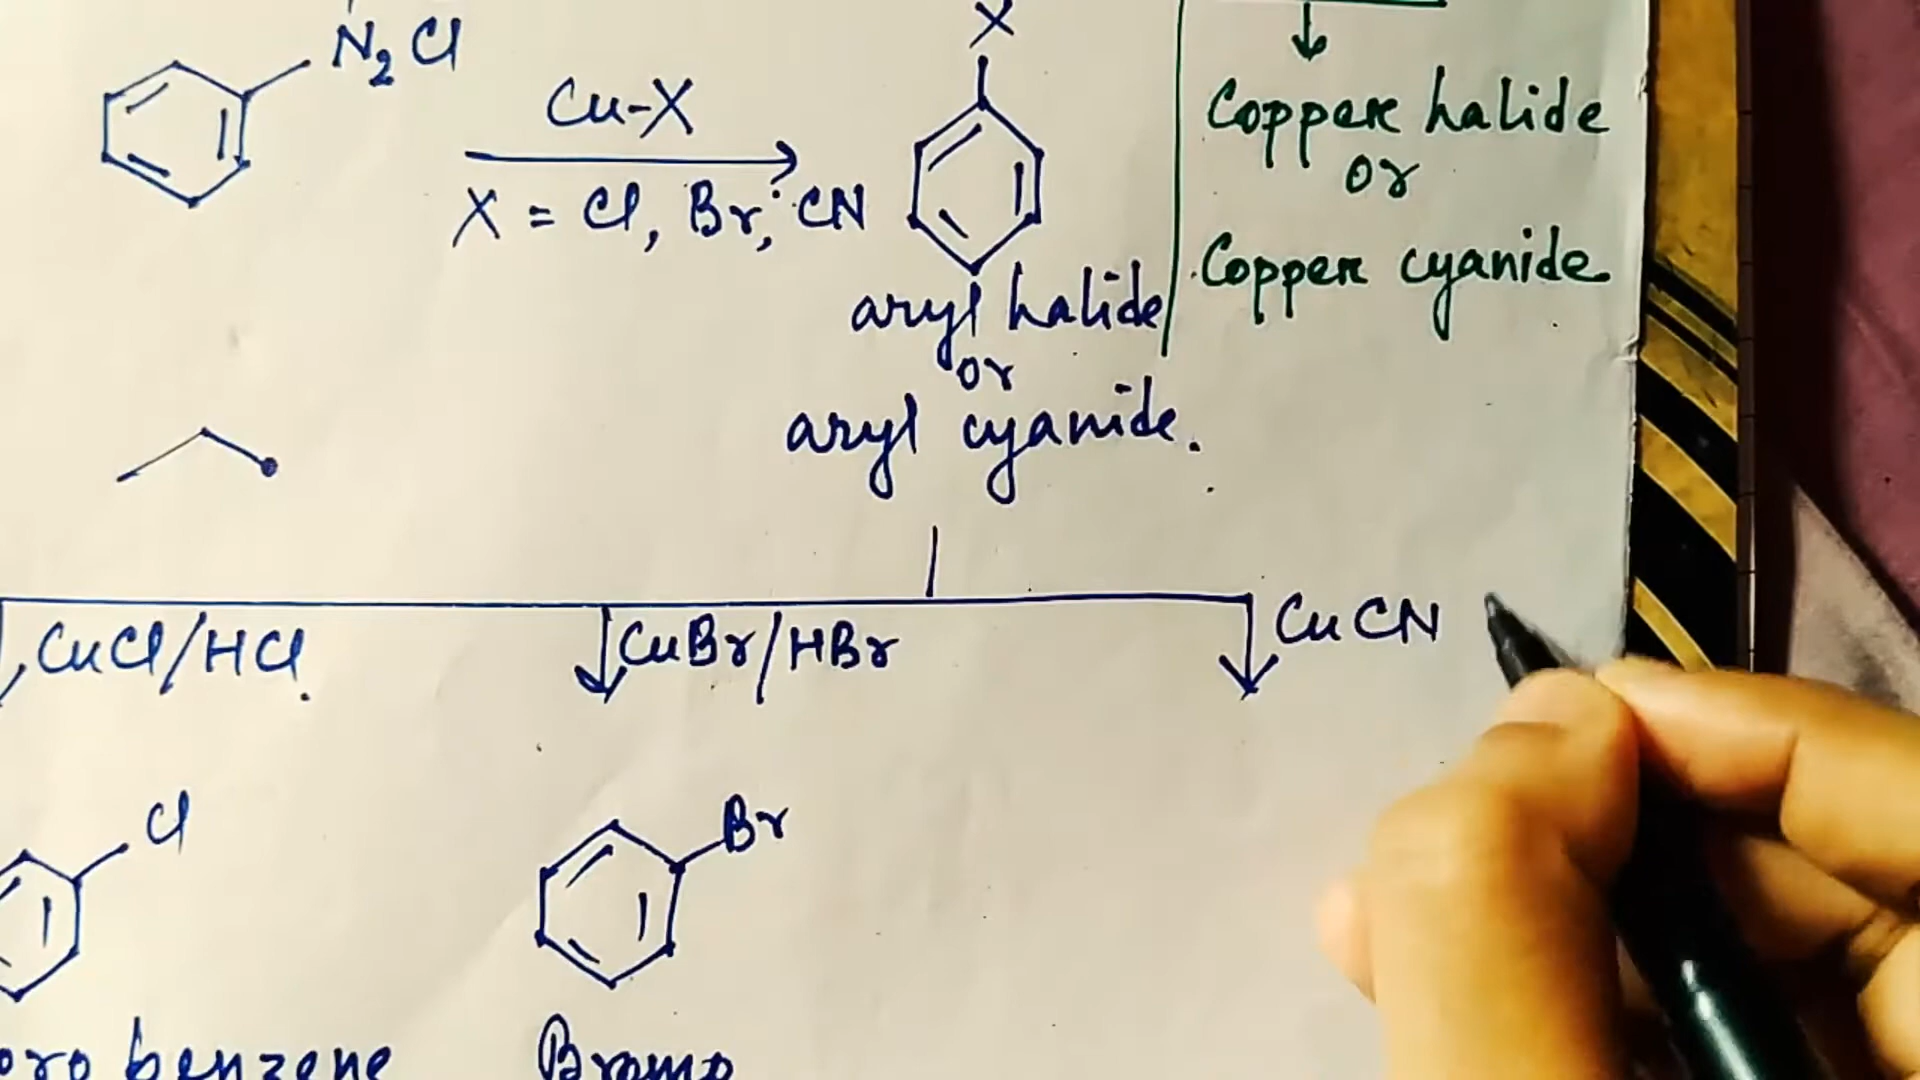 N₂Cl
Cu-X
X = Cl, Br, CN
X
aryl halide
or
aryl cyanide.
Copper halide
or
Copper cyanide
CuCl/HCl
CuBr/HBr
CuCN
Cl
Br
oro benzene
Bromo